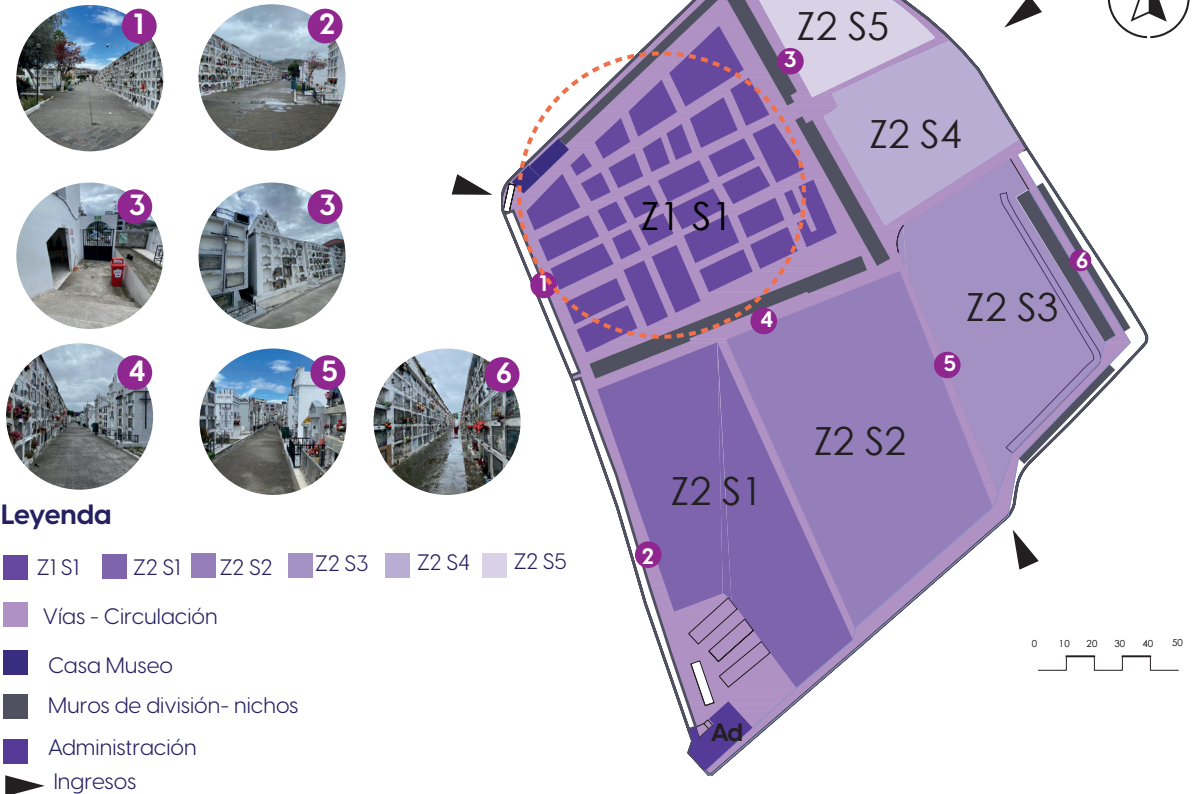 1
2
3
3
4
5
6
Leyenda
Z1 S1 Z2 S1 Z2 S2 Z2 S3 Z2 S4 Z2 S5
Vías - Circulación
Casa Museo
Muros de división- nichos
Administración
Ingresos
Z2 S5
3
Z2 S4
Z1 S1
1
6
Z2 S3
4
5
Z2 S2
Z2 S1
2
0 10 20 30 40 50
Ad